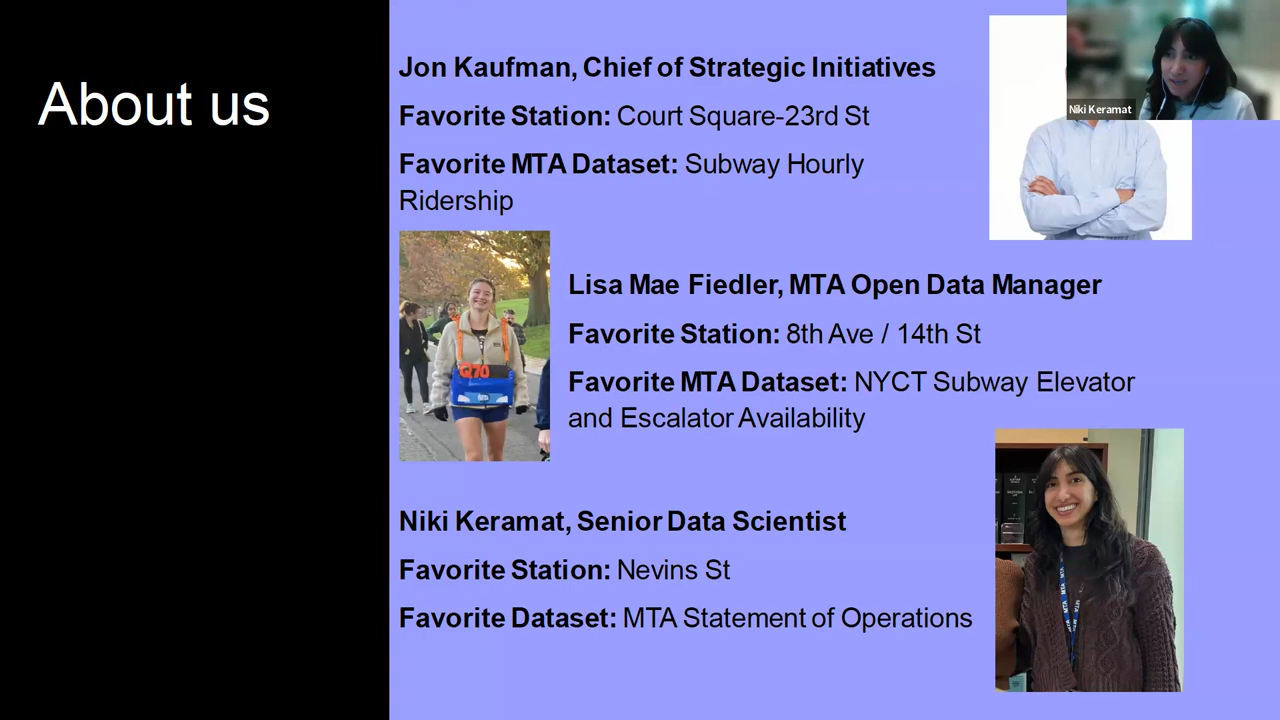 About us
Jon Kaufman, Chief of Strategic Initiatives
Favorite Station: Court Square-23rd St
Favorite MTA Dataset: Subway Hourly
Ridership
Niki Keramat
Q70
Lisa Mae Fiedler, MTA Open Data Manager
Favorite Station: 8th Ave / 14th St
Favorite MTA Dataset: NYCT Subway Elevator
and Escalator Availability
Niki Keramat, Senior Data Scientist
Favorite Station: Nevins St
Favorite Dataset: MTA Statement of Operations
MTA